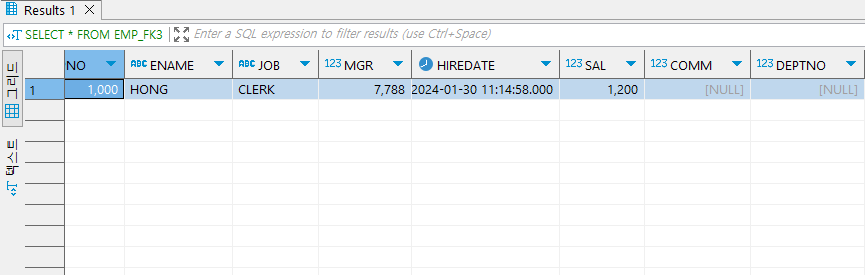 Results 1
SELECT * FROM EMP_FK3 Enter a SQL expression to filter results (use Ctrl+Space)
그리드
텍스트
NO ABC ENAME ABC JOB 123 MGR HIREDATE 123 SAL 123 COMM 123 DEPTNO
1 1,000 HONG CLERK 7,788 2024-01-30 11:14:58.000 1,200 [NULL] [NULL]